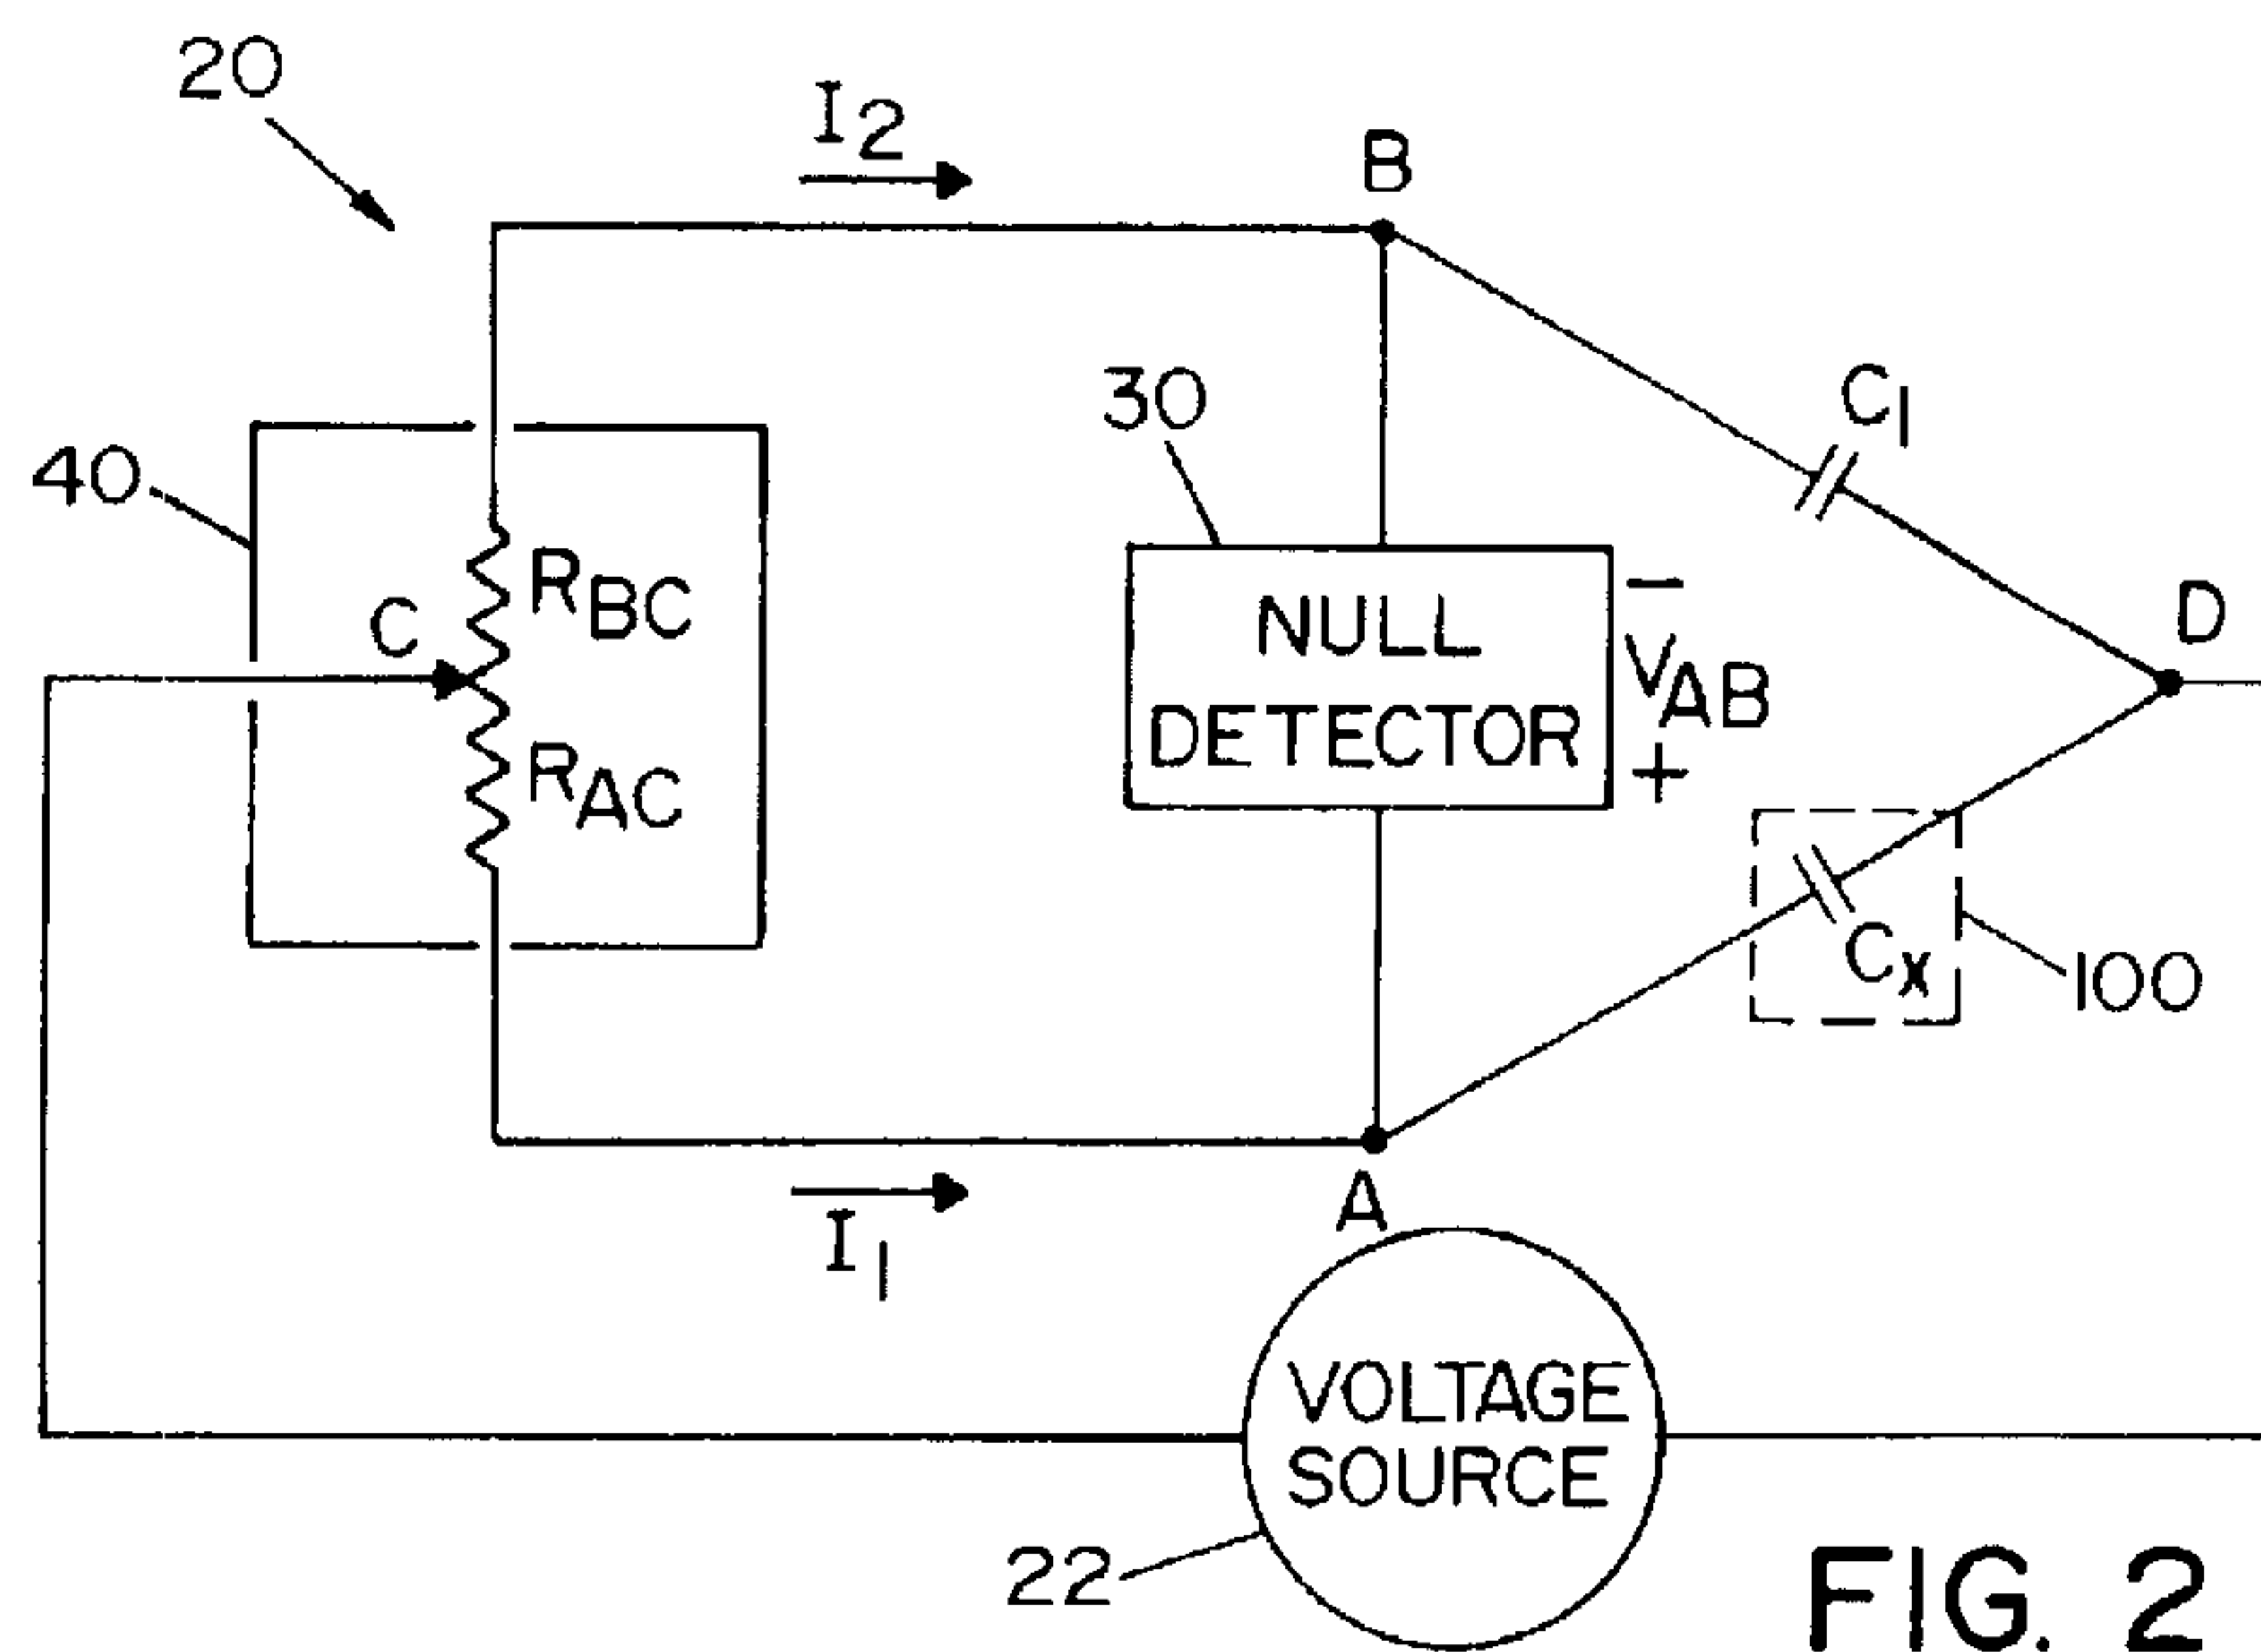 20
I2
B
C1
30
40
RBC
C
NULL
DETECTOR
−
VAB
+
D
RAC
CX
100
A
I1
VOLTAGE
SOURCE
22
FIG. 2